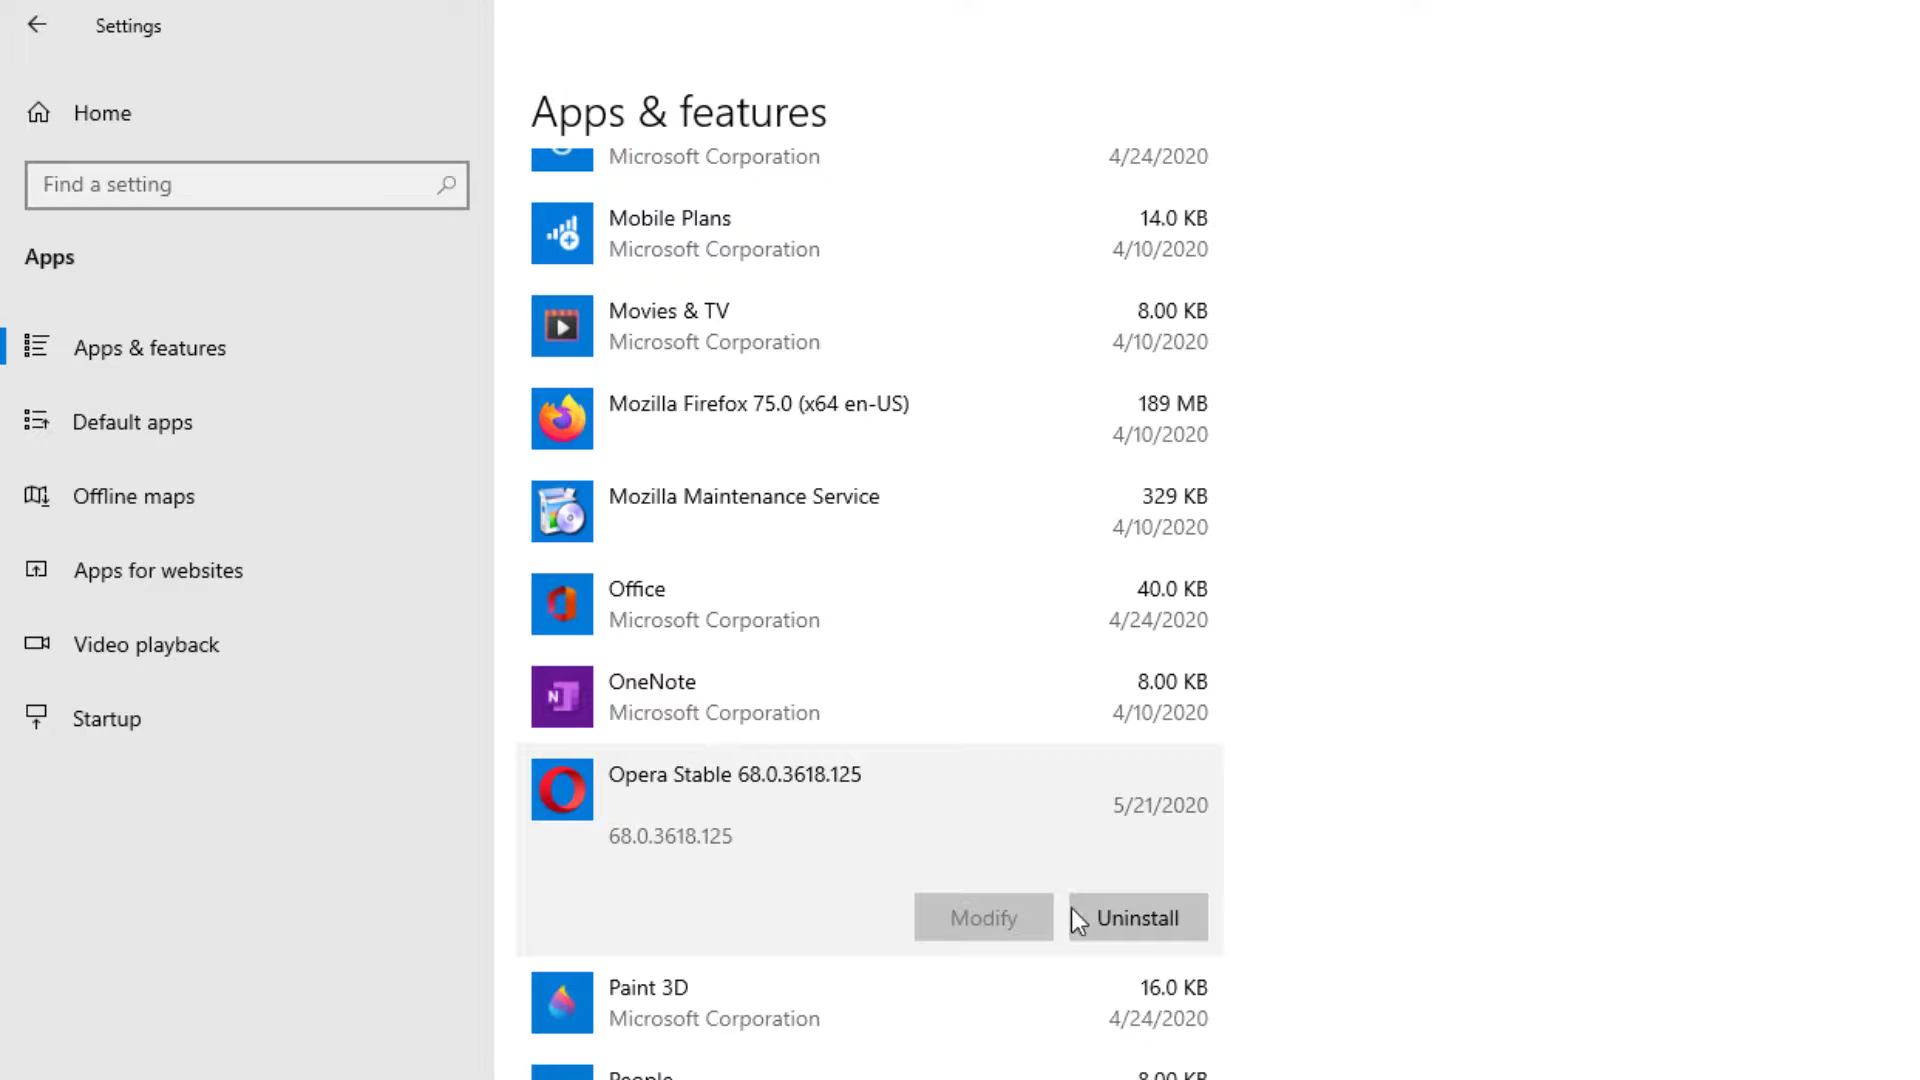 Settings
Home
Find a setting
Apps
Apps & features
Default apps
Offline maps
Apps for websites
Video playback
Startup
Apps & features
Microsoft Corporation 4/24/2020
Mobile Plans 14.0 KB
Microsoft Corporation 4/10/2020
Movies & TV 8.00 KB
Microsoft Corporation 4/10/2020
Mozilla Firefox 75.0 (x64 en-US) 189 MB
4/10/2020
Mozilla Maintenance Service 329 KB
4/10/2020
Office 40.0 KB
Microsoft Corporation 4/24/2020
OneNote 8.00 KB
Microsoft Corporation 4/10/2020
Opera Stable 68.0.3618.125
5/21/2020
68.0.3618.125
Modify Uninstall
Paint 3D 16.0 KB
Microsoft Corporation 4/24/2020
People 8.00 KB